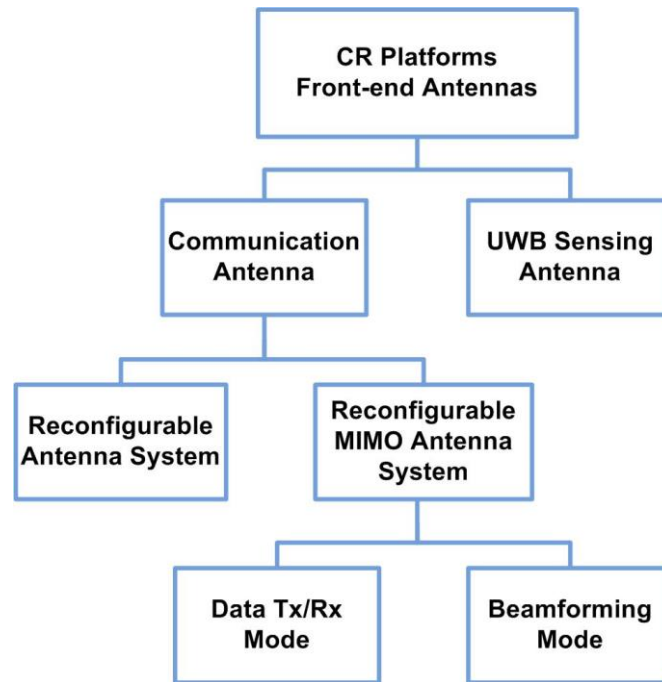 CR Platforms
Front-end Antennas
Communication
Antenna
UWB Sensing
Antenna
Reconfigurable
Antenna System
Reconfigurable
MIMO Antenna
System
Data Tx/Rx
Mode
Beamforming
Mode